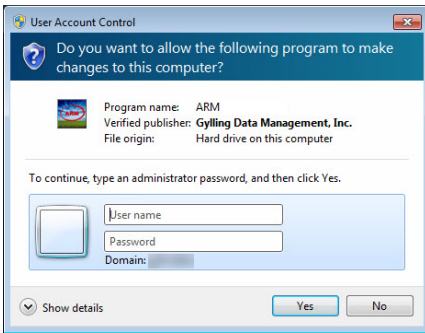 User Account Control
Do you want to allow the following program to make
changes to this computer?
ARM
Program name: ARM
Verified publisher: Gylling Data Management, Inc.
File origin: Hard drive on this computer
To continue, type an administrator password, and then click Yes.
User name
Password
Domain:
Show details
Yes
No